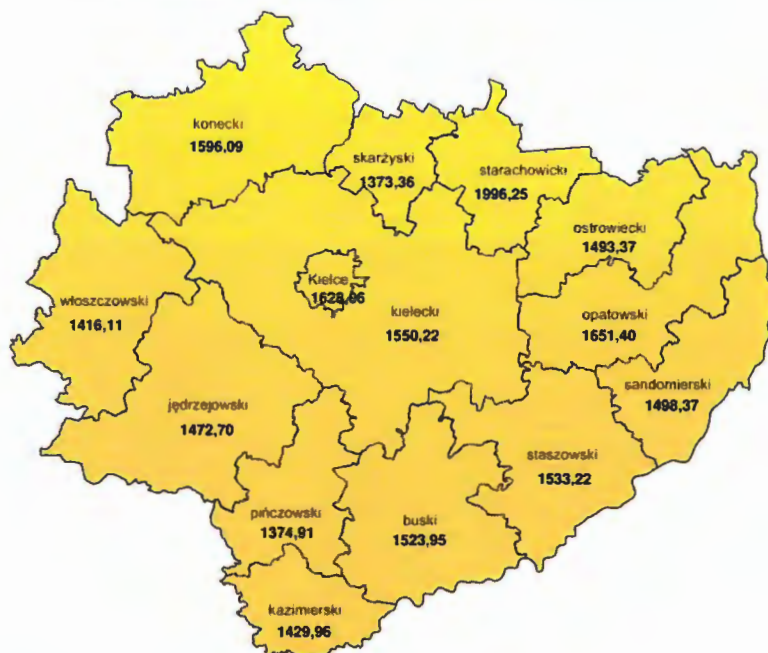 konecki
1596,09
skarżyski
1373,36
starachowicki
1996,25
ostrowiecki
1493,37
Kielce
1628,06
kielecki
1550,22
włoszczowski
1416,11
opatowski
1651,40
sandomierski
1498,37
jędrzejowski
1472,70
staszowski
1533,22
pińczowski
1374,91
buski
1523,95
kazimierski
1429,96